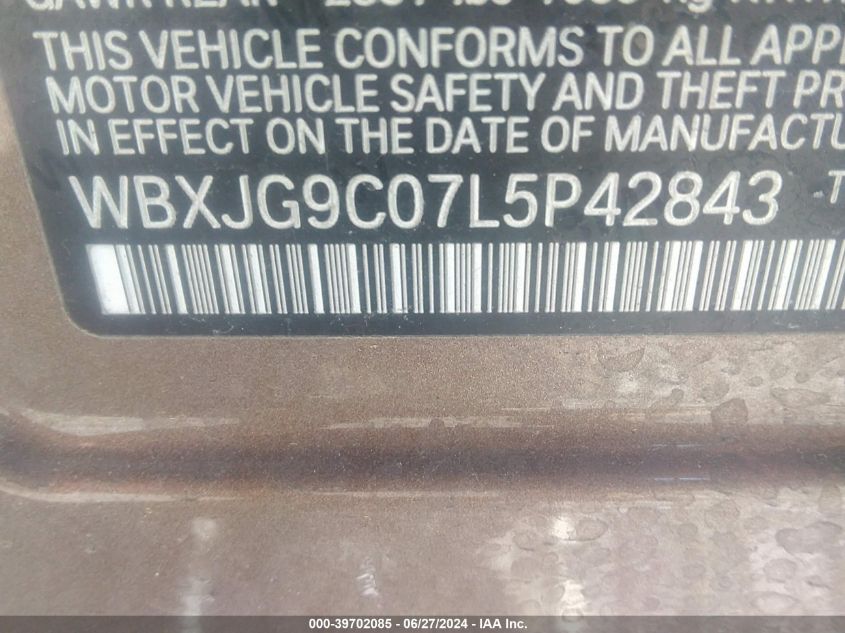 THIS VEHICLE CONFORMS TO ALL APPL
MOTOR VEHICLE SAFETY AND THEFT PR
IN EFFECT ON THE DATE OF MANUFACTU
WBXJG9C07L5P42843 T
000-39702085 - 06/27/2024 - IAA Inc.